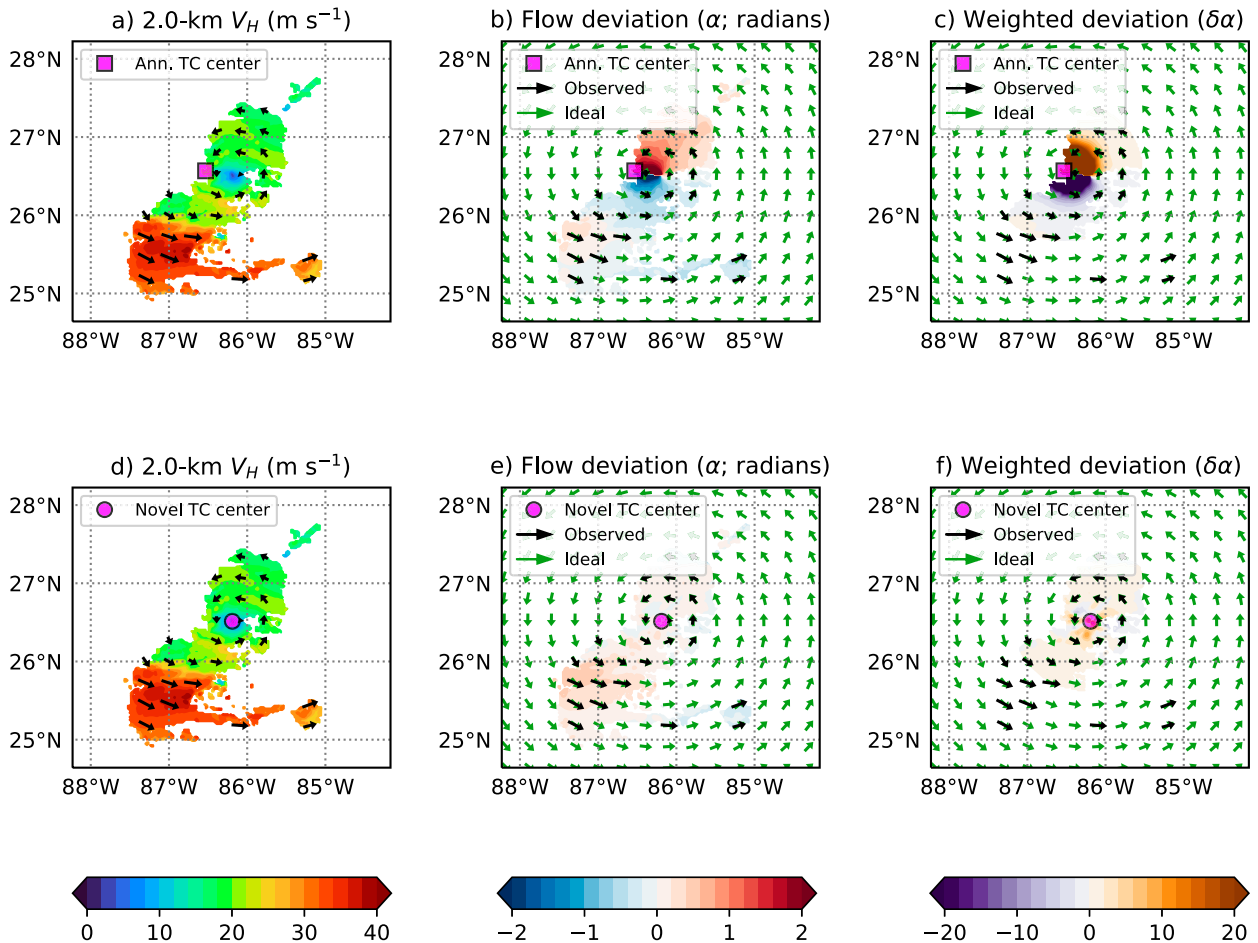 a) 2.0-km V_H (m s⁻¹)
b) Flow deviation (α; radians)
c) Weighted deviation (δα)
28°N
27°N
26°N
25°N
88°W 87°W 86°W 85°W
Ann. TC center
28°N
27°N
26°N
25°N
88°W 87°W 86°W 85°W
Ann. TC center
Observed
Ideal
28°N
27°N
26°N
25°N
88°W 87°W 86°W 85°W
Ann. TC center
Observed
Ideal
d) 2.0-km V_H (m s⁻¹)
e) Flow deviation (α; radians)
f) Weighted deviation (δα)
28°N
27°N
26°N
25°N
88°W 87°W 86°W 85°W
Novel TC center
28°N
27°N
26°N
25°N
88°W 87°W 86°W 85°W
Novel TC center
Observed
Ideal
28°N
27°N
26°N
25°N
88°W 87°W 86°W 85°W
Novel TC center
Observed
Ideal
0 10 20 30 40
−2 −1 0 1 2
−20 −10 0 10 20